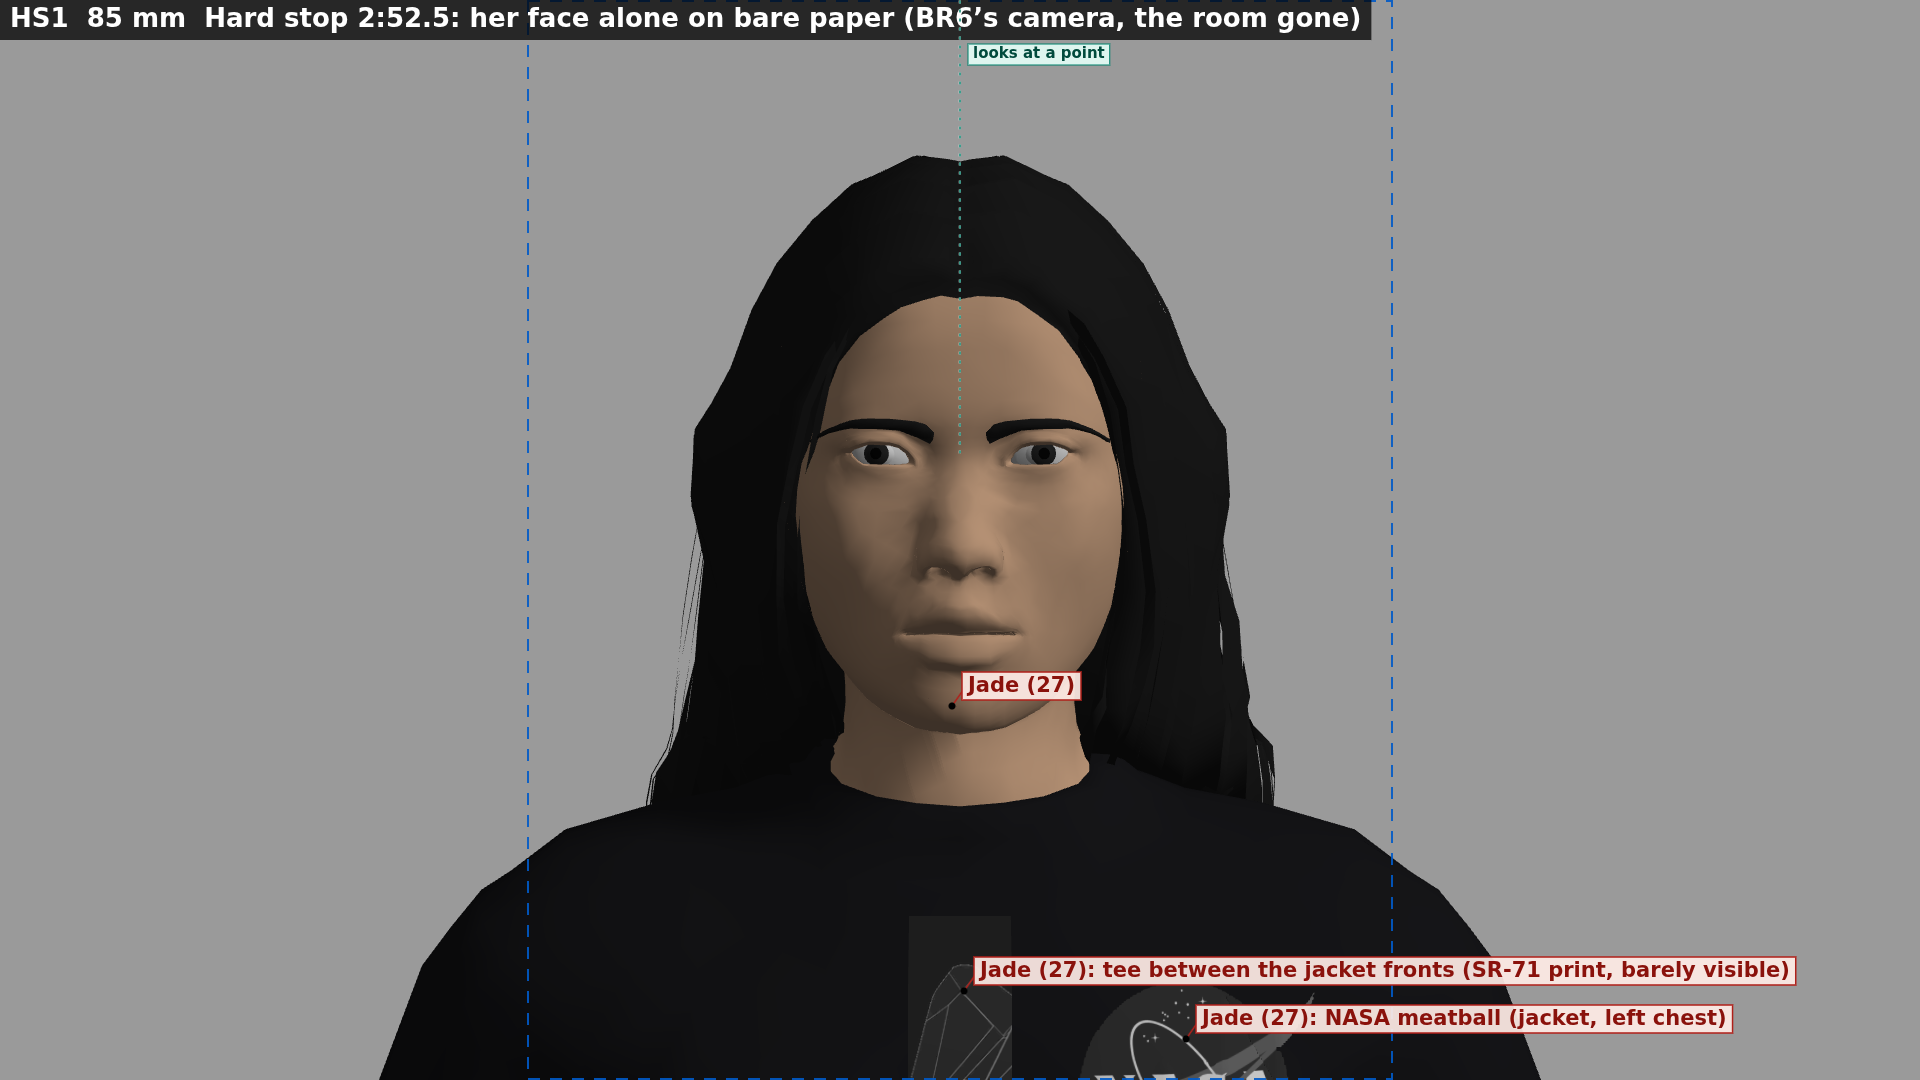 HS1  85 mm  Hard stop 2:52.5: her face alone on bare paper (BR6’s camera, the room gone)
looks at a point
Jade (27)
Jade (27): tee between the jacket fronts (SR-71 print, barely visible)
Jade (27): NASA meatball (jacket, left chest)
NASA